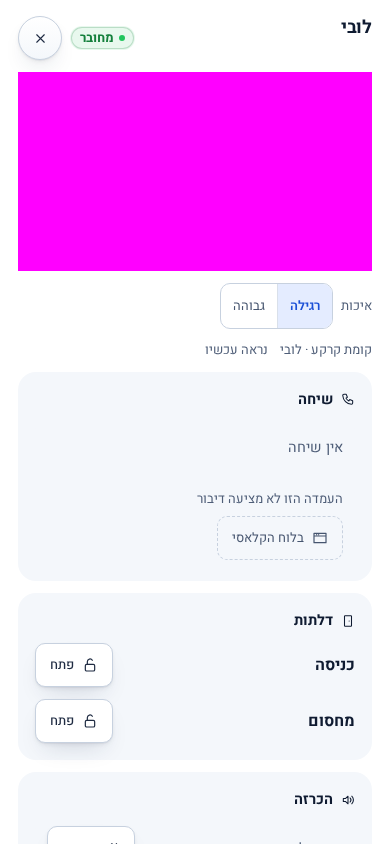 לובי
מחובר
איכות
רגילה
גבוהה
קומת קרקע · לובי
נראה עכשיו
שיחה
אין שיחה
העמדה הזו לא מציעה דיבור
בלוח הקלאסי
דלתות
כניסה
פתח
מחסום
פתח
הכרזה